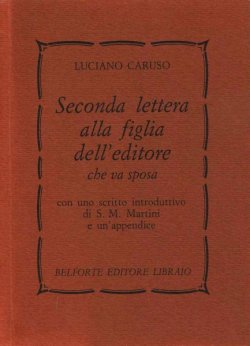 LUCIANO CARUSO
Seconda lettera
alla figlia
dell'editore
che va sposa
con uno scritto introduttivo
di S. M. Martini
e un'appendice
BELFORTE EDITORE LIBRAIO